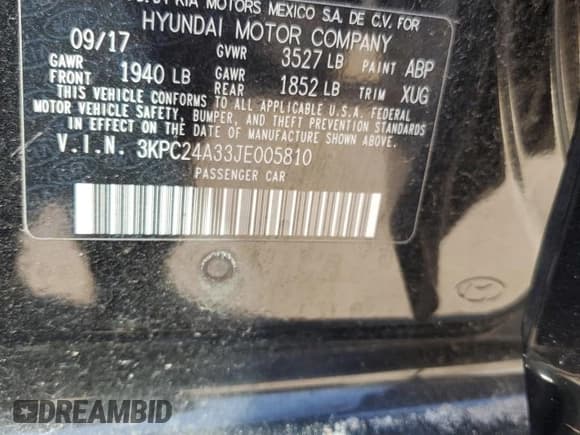 KIA MOTORS MEXICO S.A. DE C.V. FOR
HYUNDAI MOTOR COMPANY
09/17 GVWR 3527 LB PAINT ABP
GAWR FRONT 1940 LB GAWR REAR 1852 LB TRIM XUG
THIS VEHICLE CONFORMS TO ALL APPLICABLE U.S.A. FEDERAL
MOTOR VEHICLE SAFETY, BUMPER, AND THEFT PREVENTION STANDARDS
IN EFFECT ON THE DATE OF MANUFACTURE SHOWN ABOVE.
V.I.N. 3KPC24A33JE005810
PASSENGER CAR
DREAMBID